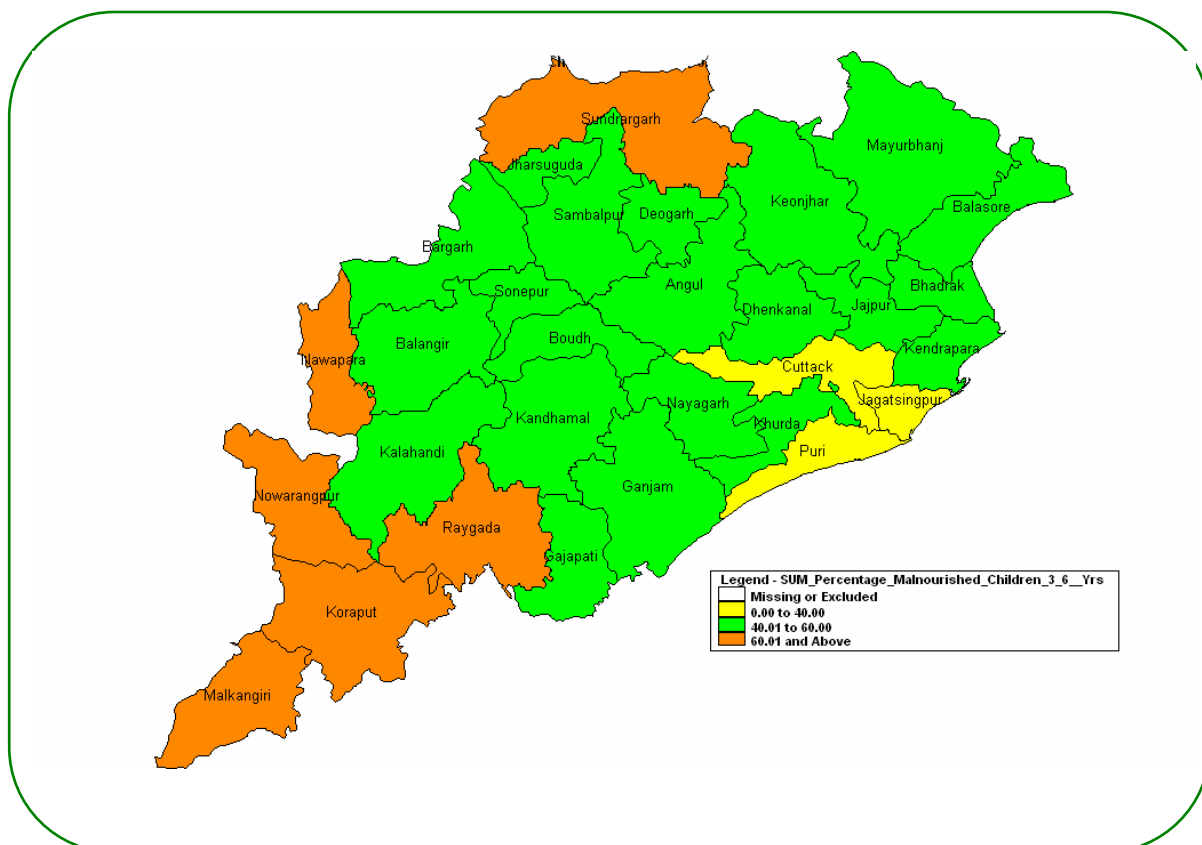 Sundrargarh
Mayurbhanj
Jharsuguda
Keonjhar
Balasore
Sambalpur
Deogarh
Bargarh
Angul
Bhadrak
Sonepur
Dhenkanal
Jajpur
Boudh
Balangir
Kendrapara
Nawapara
Cuttack
Jagatsingpur
Nayagarh
Kandhamal
Khurda
Kalahandi
Puri
Ganjam
Nowarangpur
Raygada
Gajapati
Koraput
Malkangiri
Legend - SUM_Percentage_Malnourished_Children_3_6__Yrs
Missing or Excluded
0.00 to 40.00
40.01 to 60.00
60.01 and Above